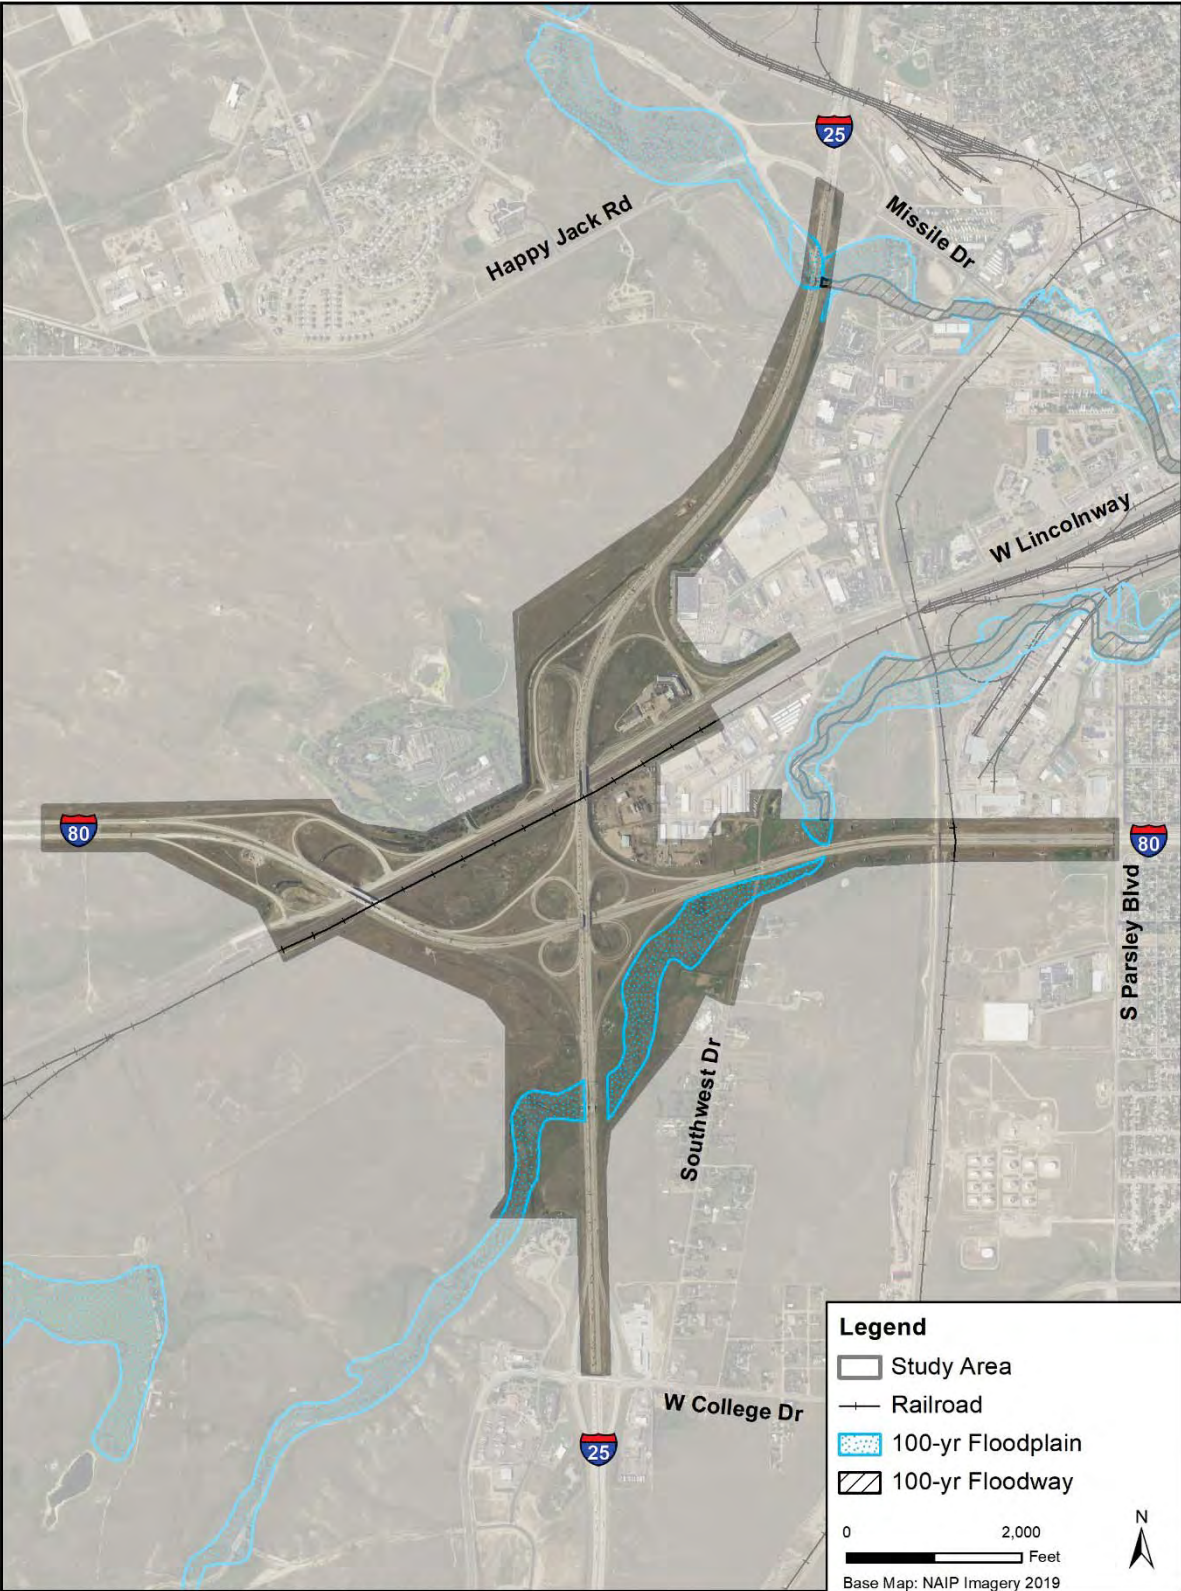 25
Missile Dr
Happy Jack Rd
W Lincolnway
80
80
S Parsley Blvd
Southwest Dr
W College Dr
25
Legend
Study Area
Railroad
100-yr Floodplain
100-yr Floodway
N
0 2,000
Feet
Base Map: NAIP Imagery 2019